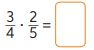 3/4 · 2/5 =